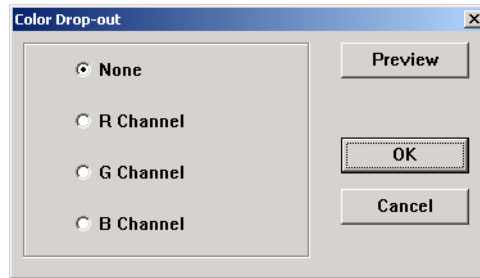 Color Drop-out
None
R Channel
G Channel
B Channel
Preview
OK
Cancel